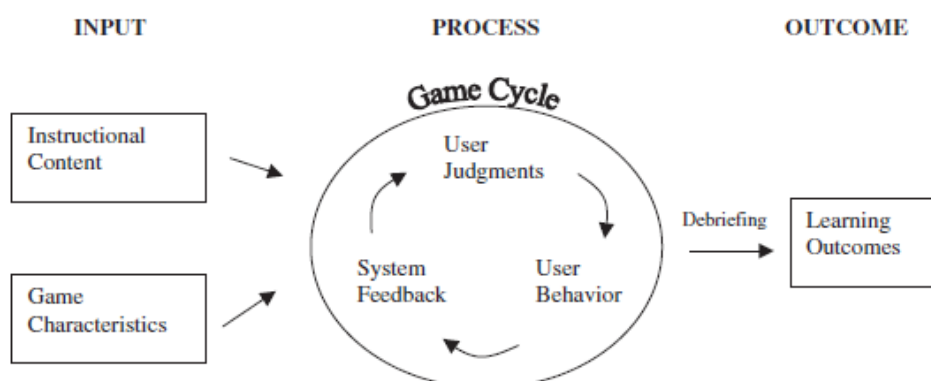 INPUT
PROCESS
OUTCOME
Game Cycle
Instructional
Content
User
Judgments
Debriefing
Learning
Outcomes
System
Feedback
User
Behavior
Game
Characteristics